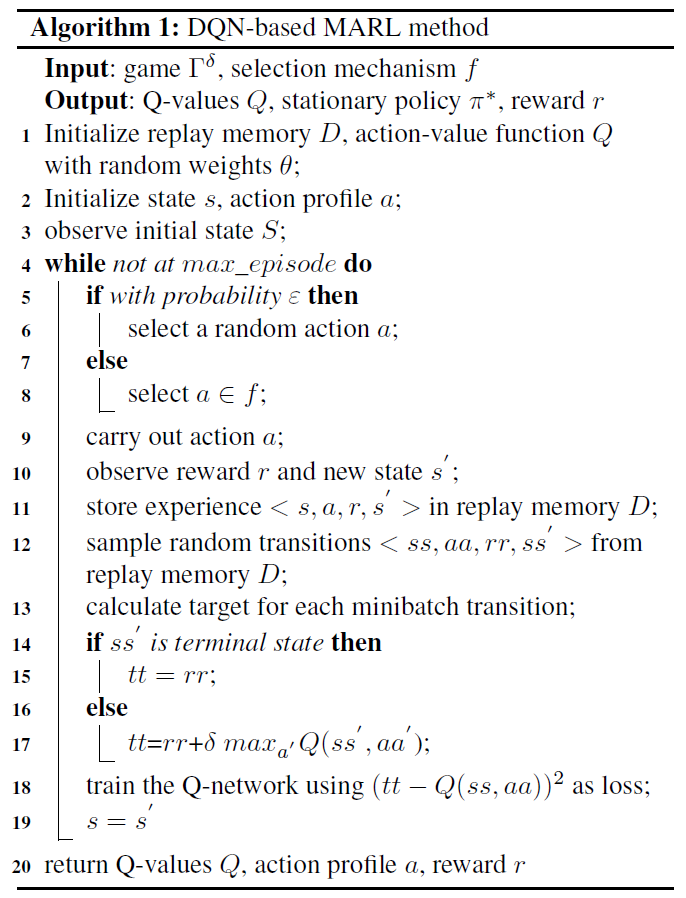 Algorithm 1: DQN-based MARL method
Input: game Γ^δ, selection mechanism f
Output: Q-values Q, stationary policy π*, reward r
1 Initialize replay memory D, action-value function Q
with random weights θ;
2 Initialize state s, action profile a;
3 observe initial state S;
4 while not at max_episode do
5 if with probability ε then
6 select a random action a;
7 else
8 select a ∈ f;
9 carry out action a;
10 observe reward r and new state s′;
11 store experience < s, a, r, s′ > in replay memory D;
12 sample random transitions < ss, aa, rr, ss′ > from
replay memory D;
13 calculate target for each minibatch transition;
14 if ss′ is terminal state then
15 tt = rr;
16 else
17 tt=rr+δ max_a′ Q(ss′, aa′);
18 train the Q-network using (tt − Q(ss, aa))² as loss;
19 s = s′
20 return Q-values Q, action profile a, reward r